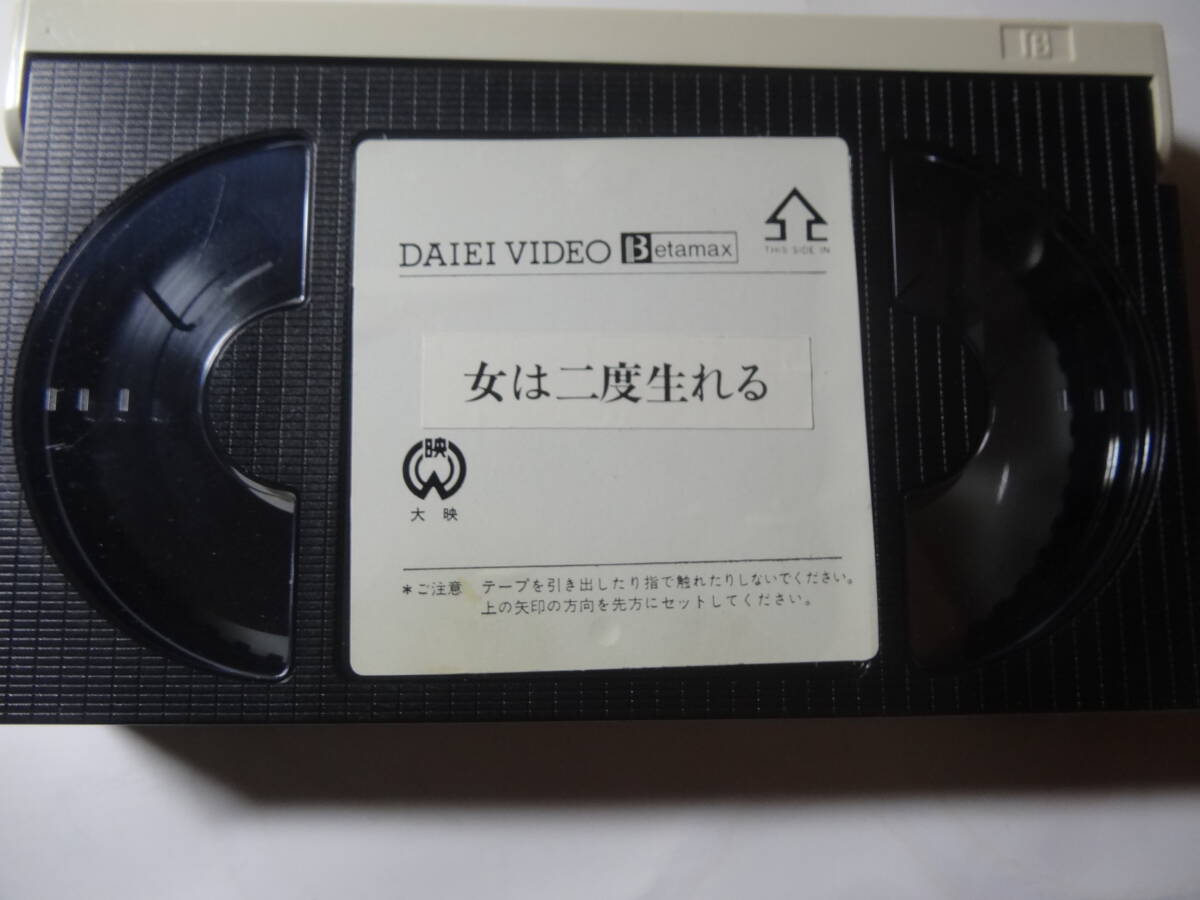 β
DAIEI VIDEO βetamax
THIS SIDE IN
女は二度生れる
映
大映
*ご注意 テープを引き出したり指で触れたりしないでください。
上の矢印の方向を先方にセットしてください。